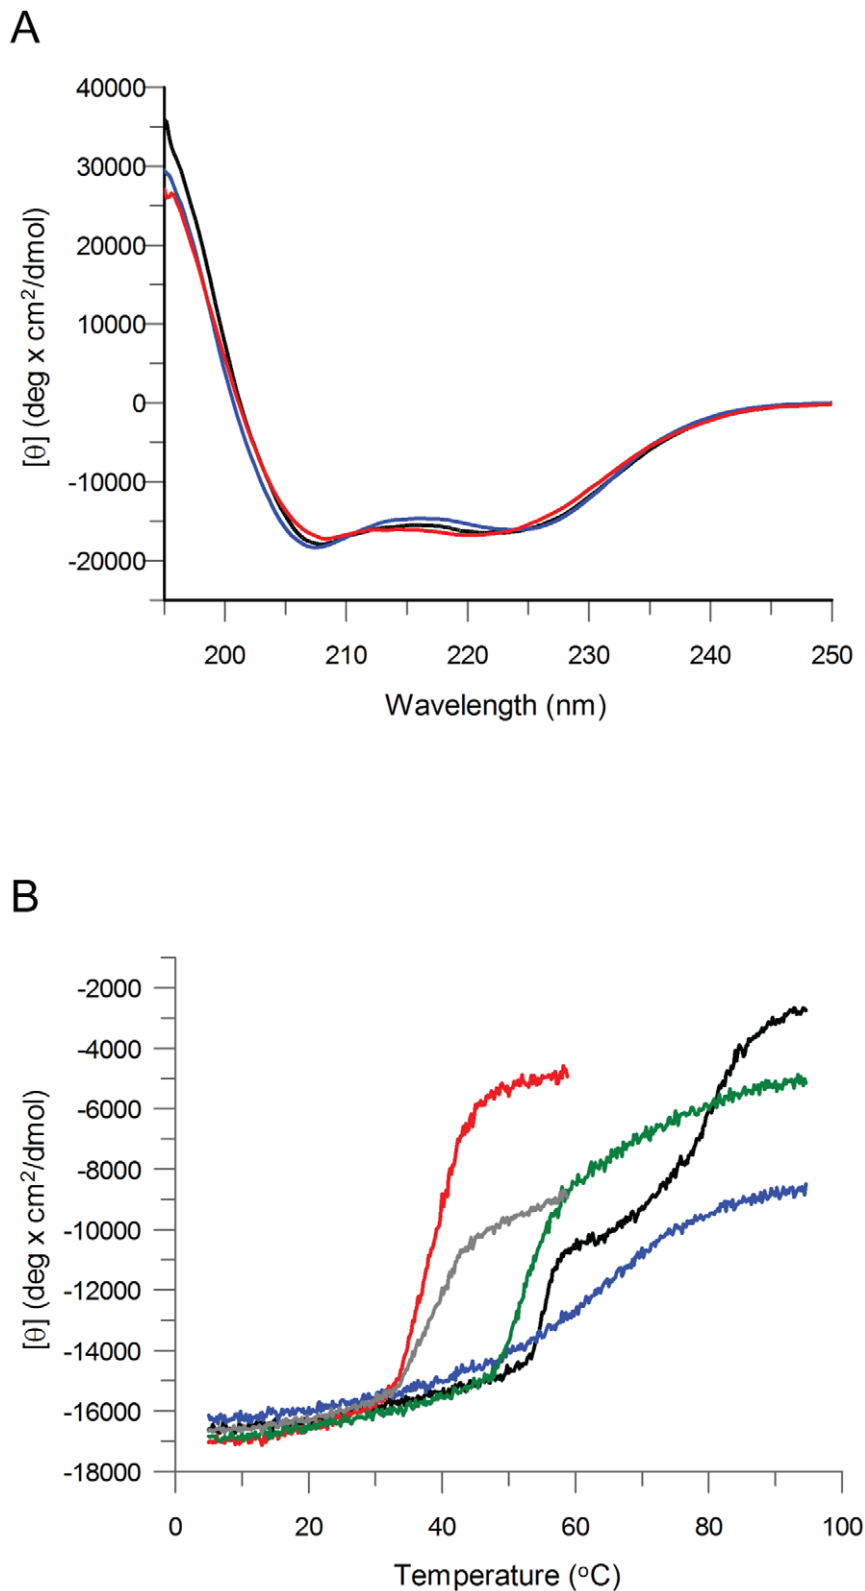 A
40000
30000
20000
10000
0
-10000
-20000
[θ] (deg x cm²/dmol)
200 210 220 230 240 250
Wavelength (nm)
B
-2000
-4000
-6000
-8000
-10000
-12000
-14000
-16000
-18000
[θ] (deg x cm²/dmol)
0 20 40 60 80 100
Temperature (°C)